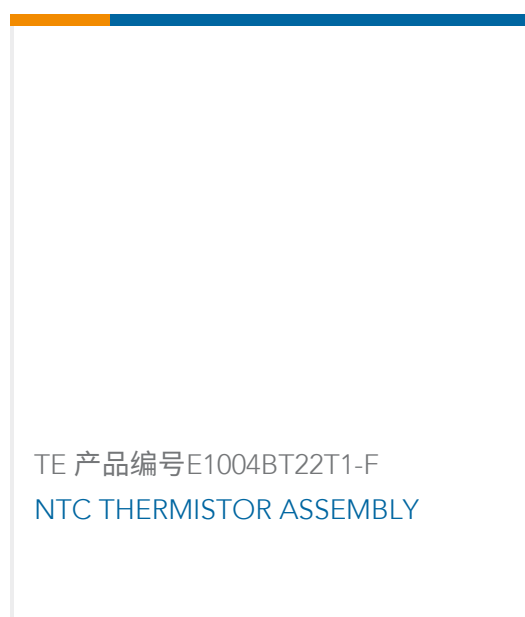 TE 产品编号E1004BT22T1-F
NTC THERMISTOR ASSEMBLY